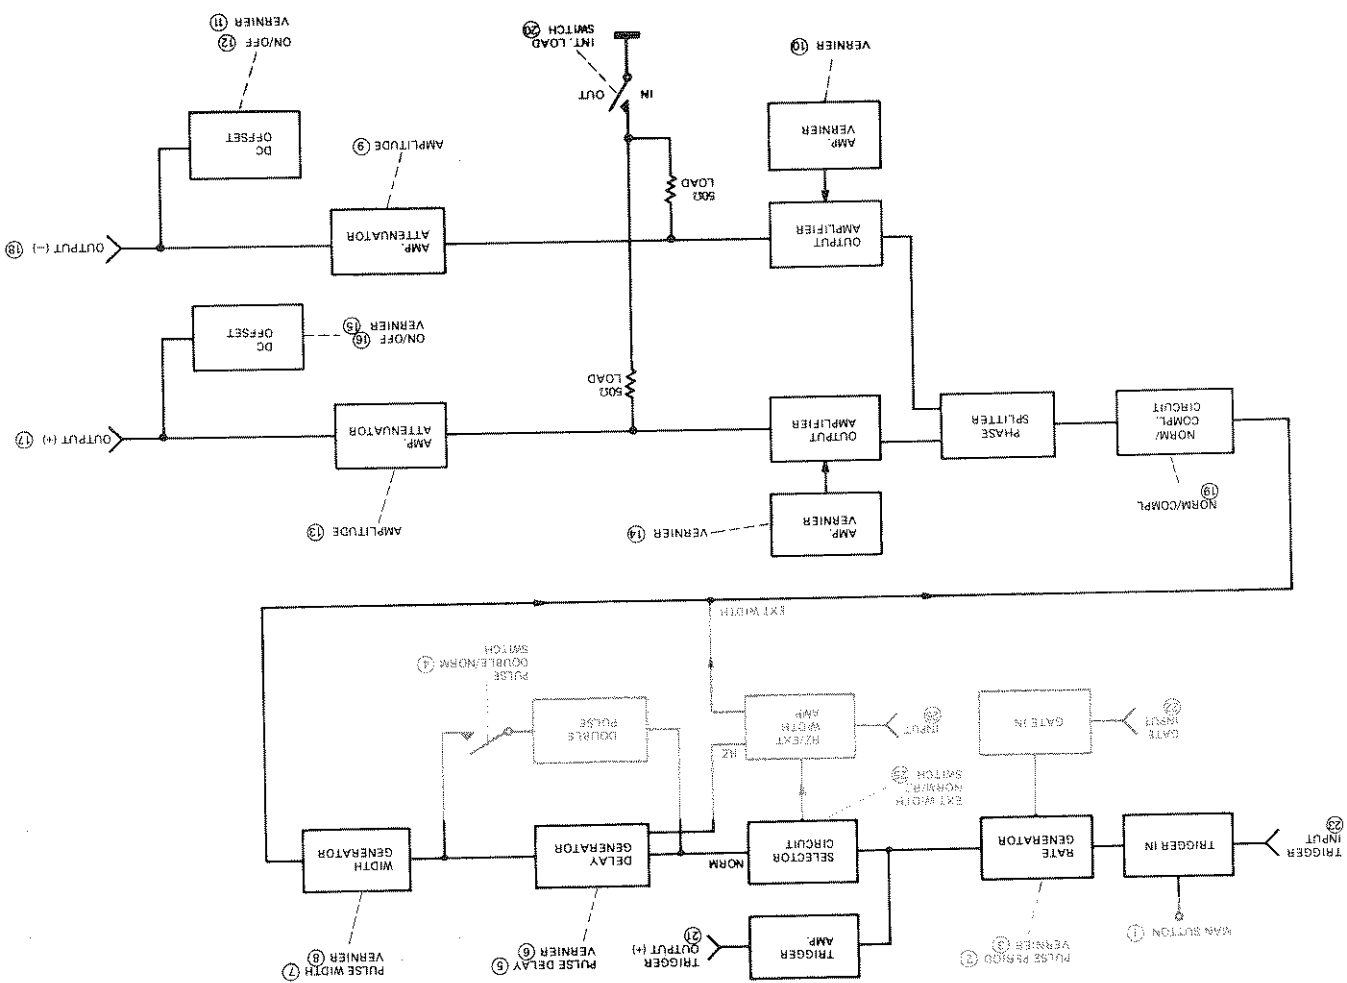 TRIGGER
INPUT
23
MAN BUTTON 1
TRIGGER IN
PULSE PERIOD 2
VERNIER 3
RATE
GENERATOR
GATE
INPUT
22
GATE IN
TRIGGER
AMP.
TRIGGER
OUTPUT (+)
21
SELECTOR
CIRCUIT
NORM
EXT WIDTH
SWITCH
INPUT
RZ/EXT
WIDTH
AMP
RZ
EXT WIDTH
PULSE DELAY 5
VERNIER 6
DELAY
GENERATOR
DOUBLE
PULSE
PULSE
DOUBLE/NORM 4
SWITCH
PULSE WIDTH 7
VERNIER 8
WIDTH
GENERATOR
NORM/COMPL
19
NORM/
COMPL.
CIRCUIT
PHASE
SPLITTER
AMP.
VERNIER
VERNIER 14
OUTPUT
AMPLIFIER
50Ω
LOAD
AMPLITUDE 13
AMP.
ATTENUATOR
OUTPUT (+) 17
DC
OFFSET
ON/OFF 16
VERNIER 15
OUTPUT
AMPLIFIER
AMP.
VERNIER
VERNIER 10
50Ω
LOAD
IN
OUT
INT. LOAD
SWITCH 20
AMP.
ATTENUATOR
AMPLITUDE 9
OUTPUT (–) 18
DC
OFFSET
ON/OFF 12
VERNIER 11